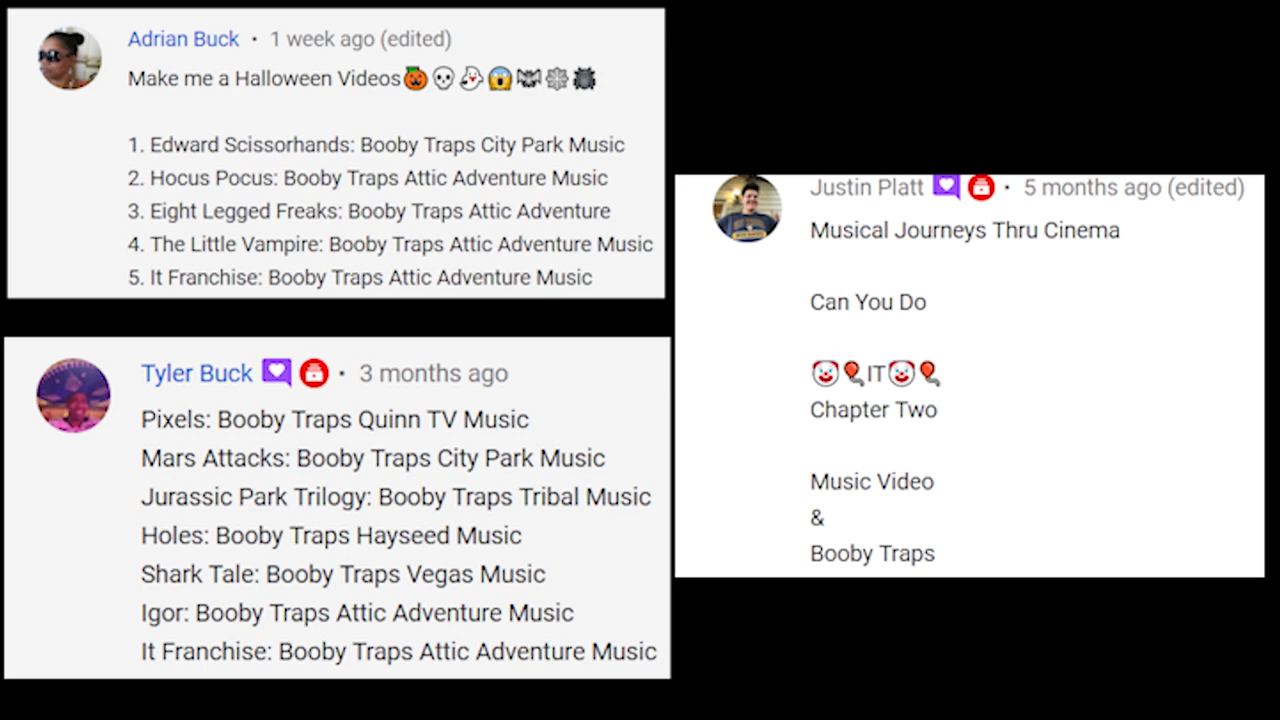 Adrian Buck • 1 week ago (edited)
Make me a Halloween Videos🎃💀👻😱🦇🕸🕷
1. Edward Scissorhands: Booby Traps City Park Music
2. Hocus Pocus: Booby Traps Attic Adventure Music
3. Eight Legged Freaks: Booby Traps Attic Adventure
4. The Little Vampire: Booby Traps Attic Adventure Music
5. It Franchise: Booby Traps Attic Adventure Music
Tyler Buck • 3 months ago
Pixels: Booby Traps Quinn TV Music
Mars Attacks: Booby Traps City Park Music
Jurassic Park Trilogy: Booby Traps Tribal Music
Holes: Booby Traps Hayseed Music
Shark Tale: Booby Traps Vegas Music
Igor: Booby Traps Attic Adventure Music
It Franchise: Booby Traps Attic Adventure Music
Justin Platt • 5 months ago (edited)
Musical Journeys Thru Cinema
Can You Do
🤡🎈IT🤡🎈
Chapter Two
Music Video
&
Booby Traps